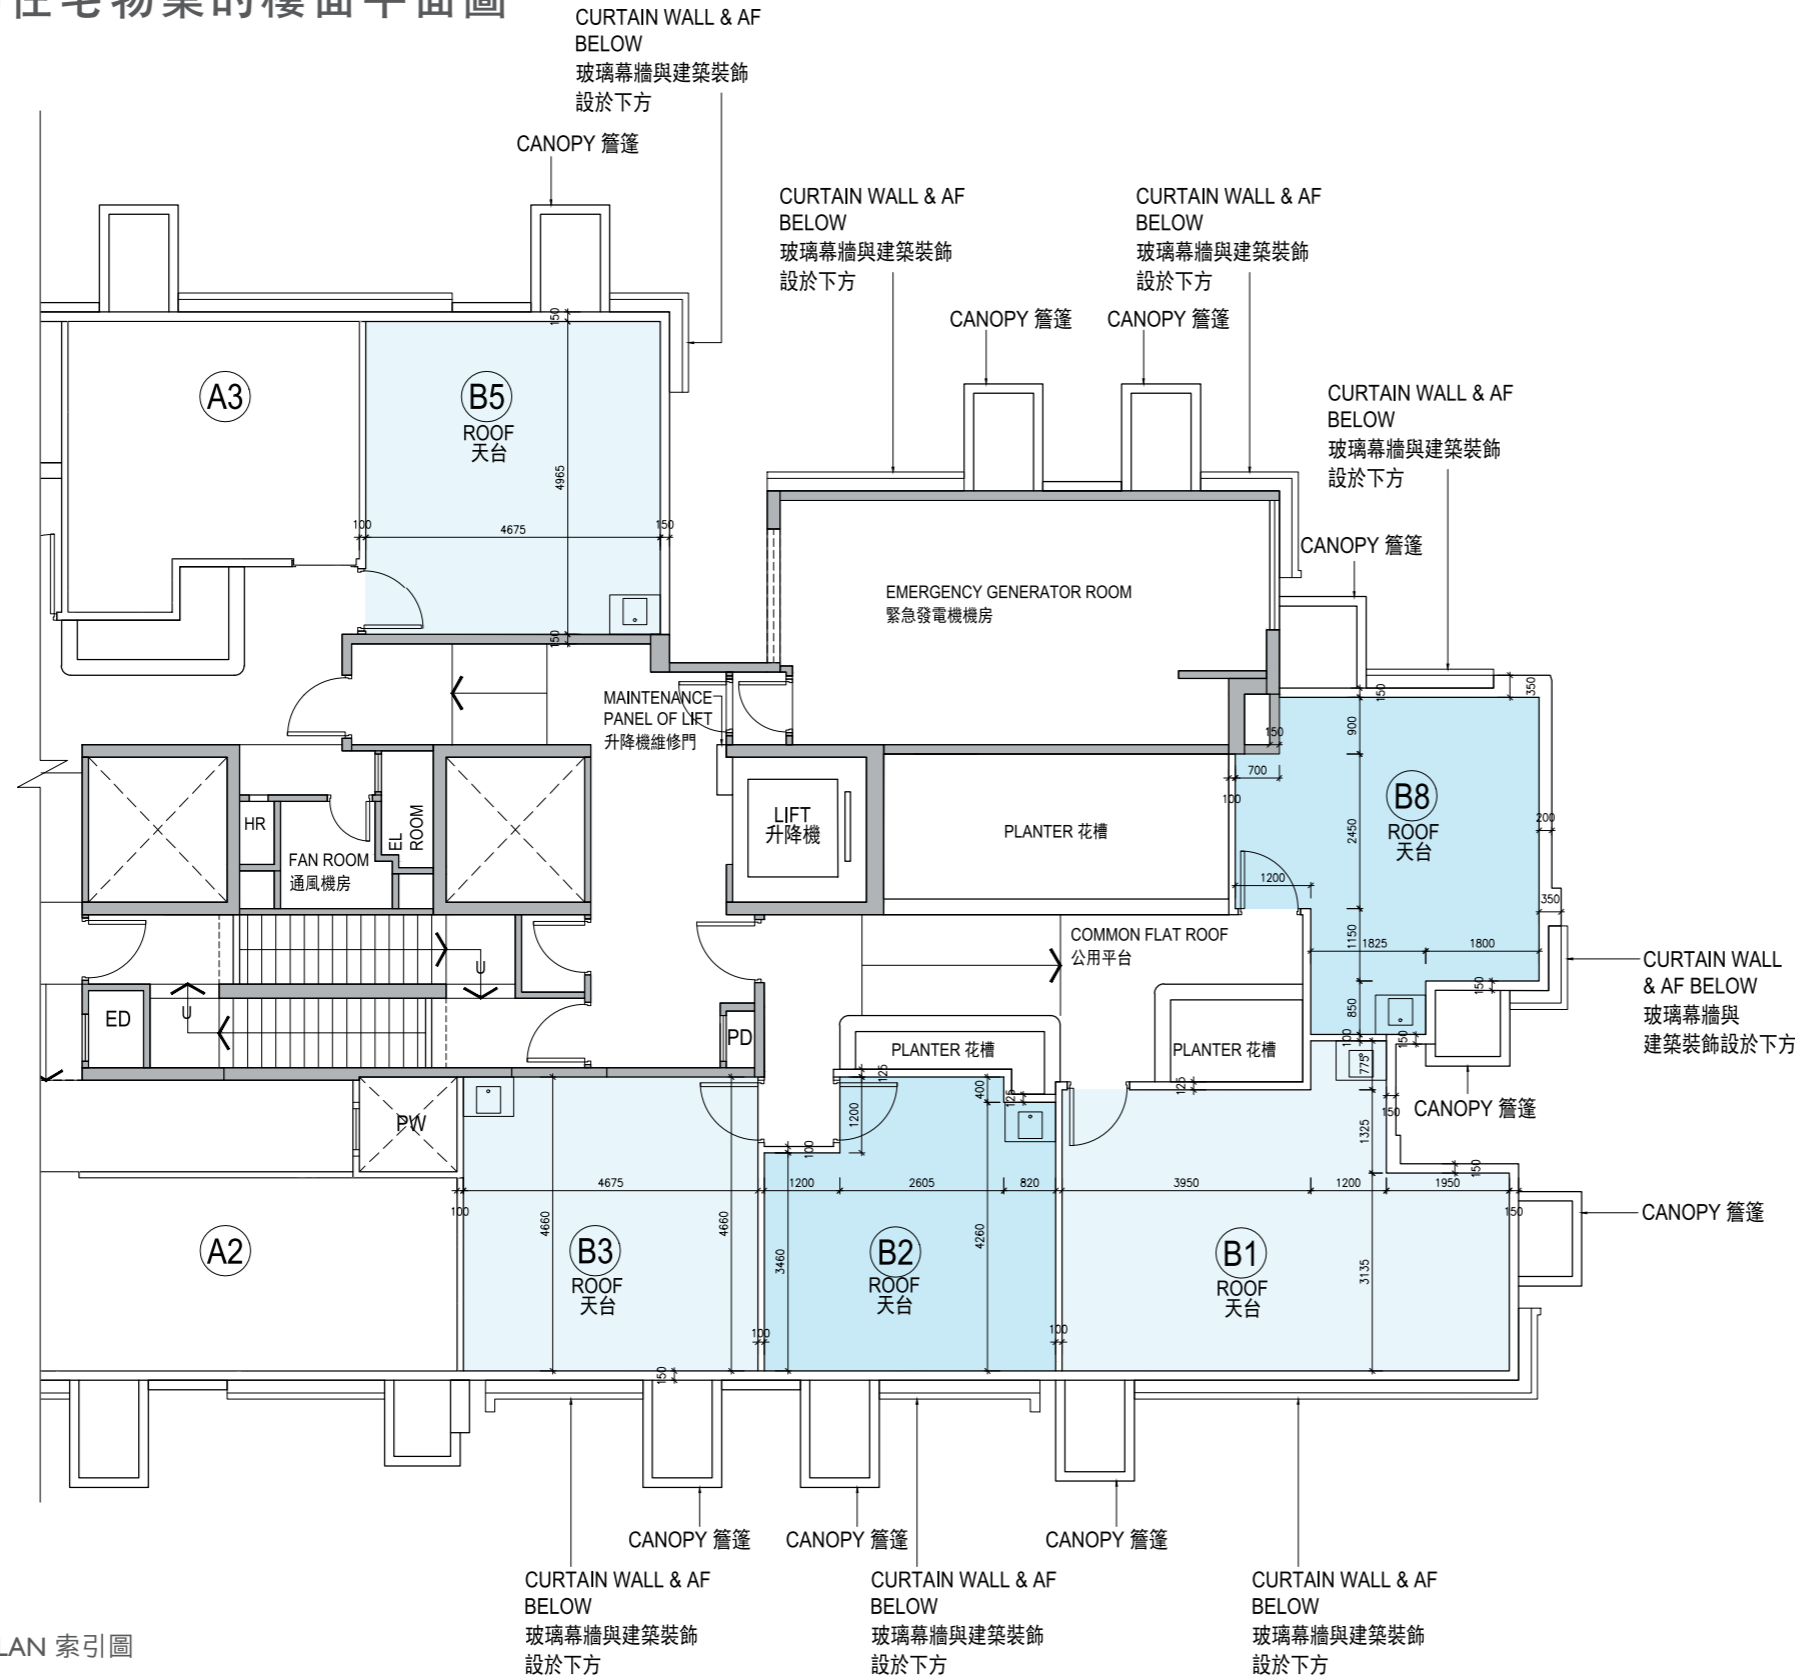 住宅物業的樓面平面圖
CURTAIN WALL & AF
BELOW
玻璃幕牆與建築裝飾
設於下方
CANOPY 簷篷
CURTAIN WALL & AF
BELOW
玻璃幕牆與建築裝飾
設於下方
CURTAIN WALL & AF
BELOW
玻璃幕牆與建築裝飾
設於下方
CANOPY 簷篷
CANOPY 簷篷
CURTAIN WALL & AF
BELOW
玻璃幕牆與建築裝飾
設於下方
CANOPY 簷篷
A3
B5
ROOF
天台
150
4965
100
4675
150
150
EMERGENCY GENERATOR ROOM
緊急發電機機房
MAINTENANCE
PANEL OF LIFT
升降機維修門
LIFT
升降機
HR
FAN ROOM
通風機房
EL
ROOM
PLANTER 花槽
B8
ROOF
天台
150
350
900
150
700
100
2450
200
1200
350
1150
1825
1800
850
150
100
150
COMMON FLAT ROOF
公用平台
CURTAIN WALL
& AF BELOW
玻璃幕牆與
建築裝飾設於下方
U
U
ED
PD
PLANTER 花槽
PLANTER 花槽
CANOPY 簷篷
PW
A2
B3
ROOF
天台
4675
100
4660
4660
100
150
B2
ROOF
天台
125
400
125
1200
100
1200
2605
820
3460
4260
100
B1
ROOF
天台
125
775
150
1325
150
3950
1200
1950
150
3135
CANOPY 簷篷
CANOPY 簷篷
CANOPY 簷篷
CANOPY 簷篷
CURTAIN WALL & AF
BELOW
玻璃幕牆與建築裝飾
設於下方
CURTAIN WALL & AF
BELOW
玻璃幕牆與建築裝飾
設於下方
CURTAIN WALL & AF
BELOW
玻璃幕牆與建築裝飾
設於下方
LAN 索引圖